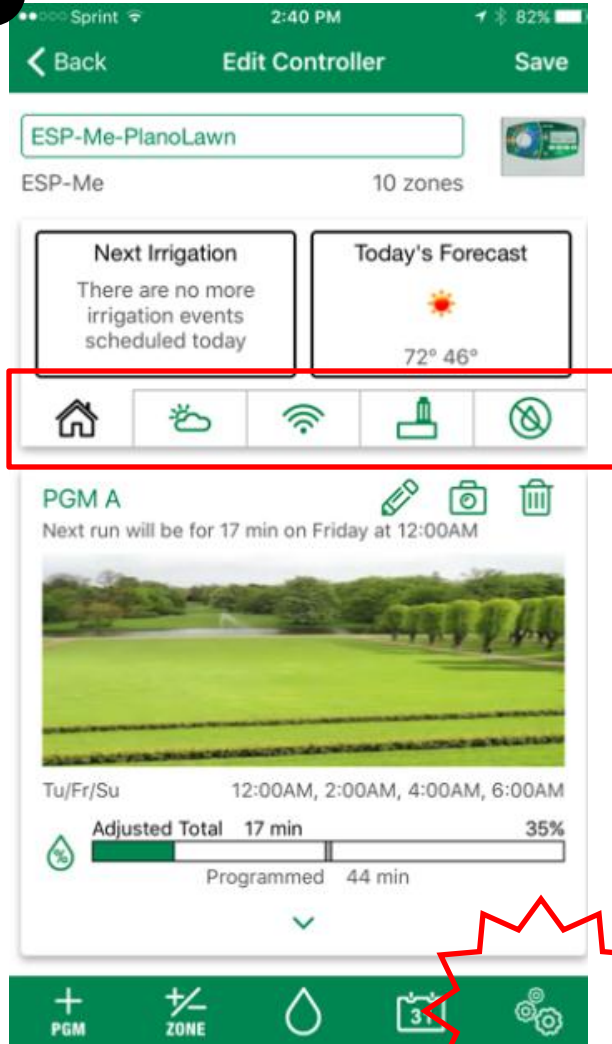 Sprint 2:40 PM 82%
Back Edit Controller Save
ESP-Me-PlanoLawn
ESP-Me 10 zones
Next Irrigation
There are no more
irrigation events
scheduled today
Today's Forecast
72° 46°
PGM A
Next run will be for 17 min on Friday at 12:00AM
Tu/Fr/Su 12:00AM, 2:00AM, 4:00AM, 6:00AM
Adjusted Total 17 min 35%
%
Programmed 44 min
+ PGM
+/- ZONE
31